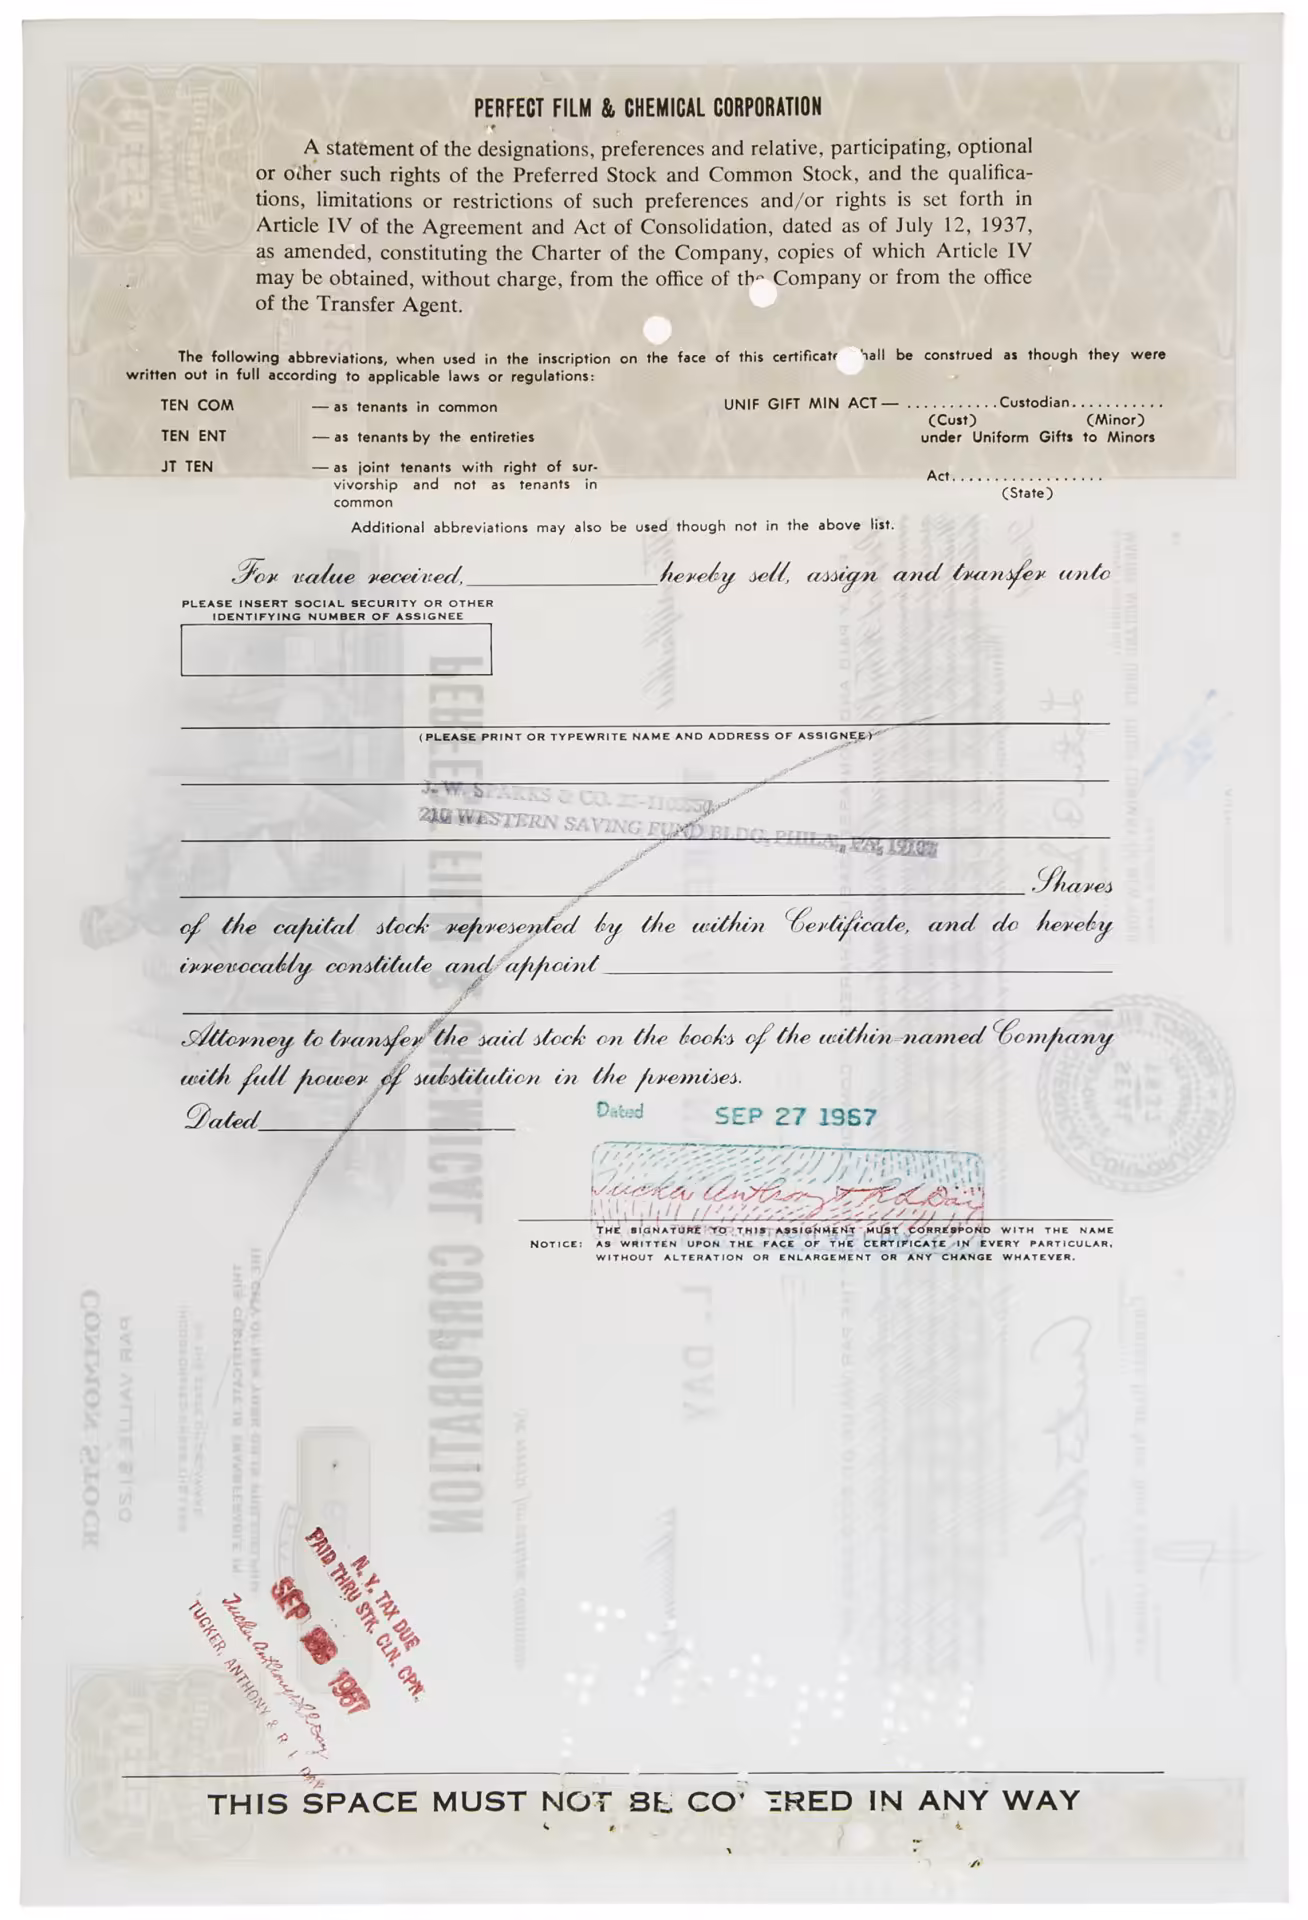 PERFECT FILM & CHEMICAL CORPORATION
A statement of the designations, preferences and relative, participating, optional
or other such rights of the Preferred Stock and Common Stock, and the qualifica-
tions, limitations or restrictions of such preferences and/or rights is set forth in
Article IV of the Agreement and Act of Consolidation, dated as of July 12, 1937,
as amended, constituting the Charter of the Company, copies of which Article IV
may be obtained, without charge, from the office of the Company or from the office
of the Transfer Agent.
The following abbreviations, when used in the inscription on the face of this certificate shall be construed as though they were
written out in full according to applicable laws or regulations:
TEN COM — as tenants in common
TEN ENT — as tenants by the entireties
JT TEN — as joint tenants with right of sur-
vivorship and not as tenants in
common
UNIF GIFT MIN ACT— ...........Custodian...........
(Cust) (Minor)
under Uniform Gifts to Minors
Act..................
(State)
Additional abbreviations may also be used though not in the above list.
For value received, hereby sell, assign and transfer unto
PLEASE INSERT SOCIAL SECURITY OR OTHER
IDENTIFYING NUMBER OF ASSIGNEE
(PLEASE PRINT OR TYPEWRITE NAME AND ADDRESS OF ASSIGNEE)
J. W. SPARKS & CO.
210 WESTERN SAVING FUND BLDG. PHILA., PA. 19107
Shares
of the capital stock represented by the within Certificate, and do hereby
irrevocably constitute and appoint
Attorney to transfer the said stock on the books of the within-named Company
with full power of substitution in the premises.
Dated
Dated SEP 27 1967
Tucker Anthony & R L Day
THE SIGNATURE TO THIS ASSIGNMENT MUST CORRESPOND WITH THE NAME
NOTICE: AS WRITTEN UPON THE FACE OF THE CERTIFICATE IN EVERY PARTICULAR,
WITHOUT ALTERATION OR ENLARGEMENT OR ANY CHANGE WHATEVER.
N. Y. TAX DUE
PAID THRU STK. CLN. CPN.
SEP 1967
Tucker Anthony & R L Day
TUCKER, ANTHONY & R. L. DAY
THIS SPACE MUST NOT BE COVERED IN ANY WAY